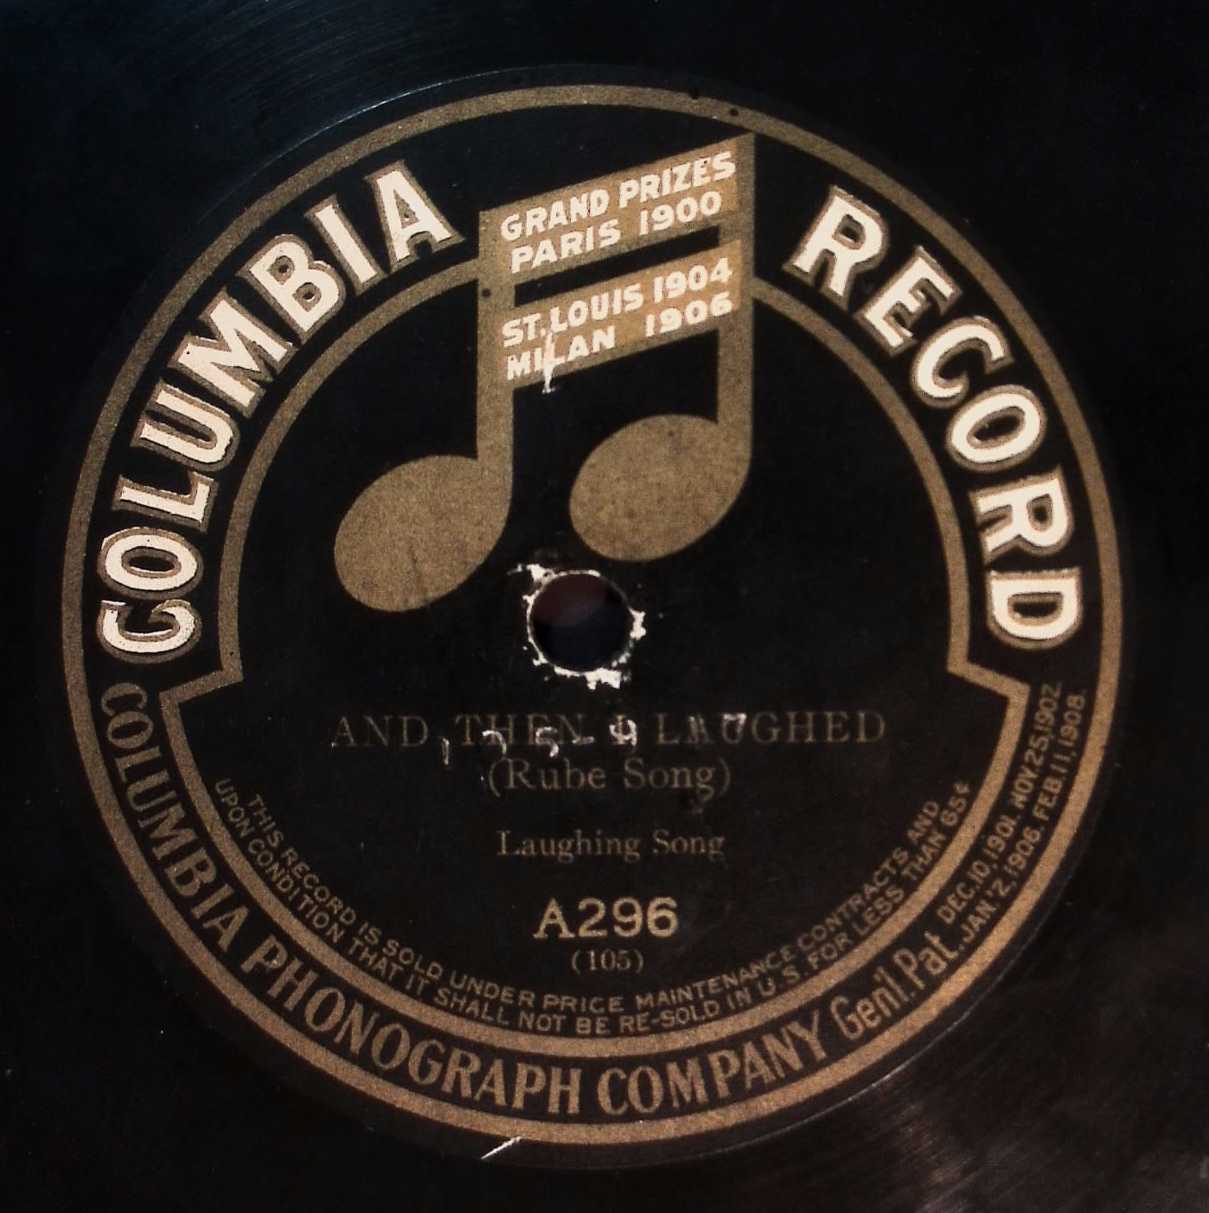 COLUMBIA RECORD
GRAND PRIZES
PARIS 1900
ST. LOUIS 1904
MILAN 1906
AND THEN I LAUGHED
(Rube Song)
Laughing Song
A296
(105)
THIS RECORD IS SOLD UNDER PRICE MAINTENANCE CONTRACTS AND
UPON CONDITION THAT IT SHALL NOT BE RE-SOLD IN U.S. FOR LESS THAN 65¢
COLUMBIA PHONOGRAPH COMPANY Gen'l. Pat. DEC. 10, 1901. NOV. 25, 1902.
JAN. 2, 1906. FEB. 11, 1908.